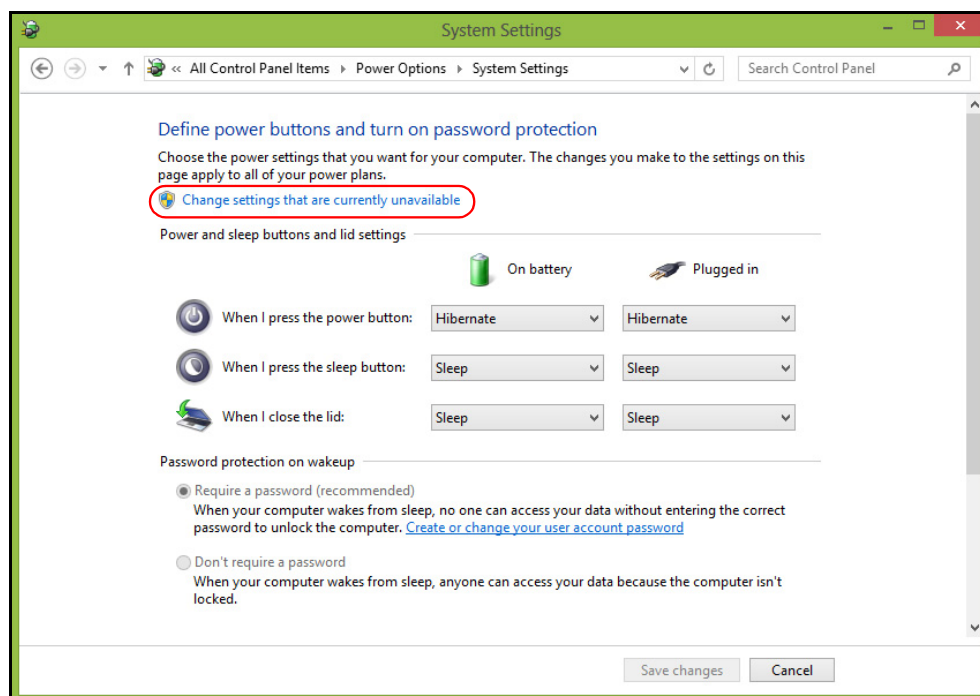 System Settings
« All Control Panel Items Power Options System Settings
Search Control Panel
Define power buttons and turn on password protection
Choose the power settings that you want for your computer. The changes you make to the settings on this
page apply to all of your power plans.
Change settings that are currently unavailable
Power and sleep buttons and lid settings
On battery Plugged in
When I press the power button: Hibernate Hibernate
When I press the sleep button: Sleep Sleep
When I close the lid: Sleep Sleep
Password protection on wakeup
Require a password (recommended)
When your computer wakes from sleep, no one can access your data without entering the correct
password to unlock the computer. Create or change your user account password
Don't require a password
When your computer wakes from sleep, anyone can access your data because the computer isn't
locked.
Save changes Cancel